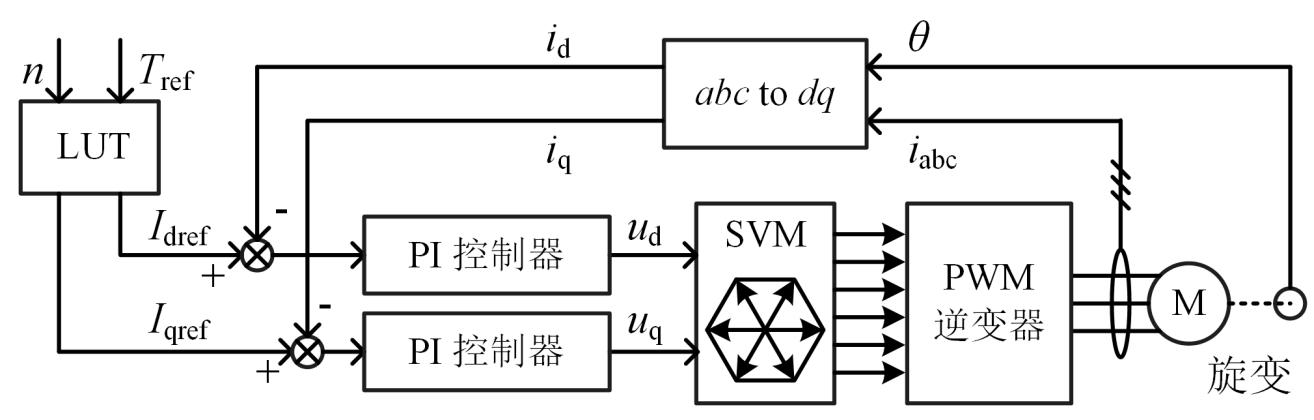 n
T_ref
LUT
i_d
i_q
abc to dq
θ
i_abc
I_dref
-
+
PI 控制器
u_d
I_qref
-
+
PI 控制器
u_q
SVM
PWM
逆变器
M
旋变